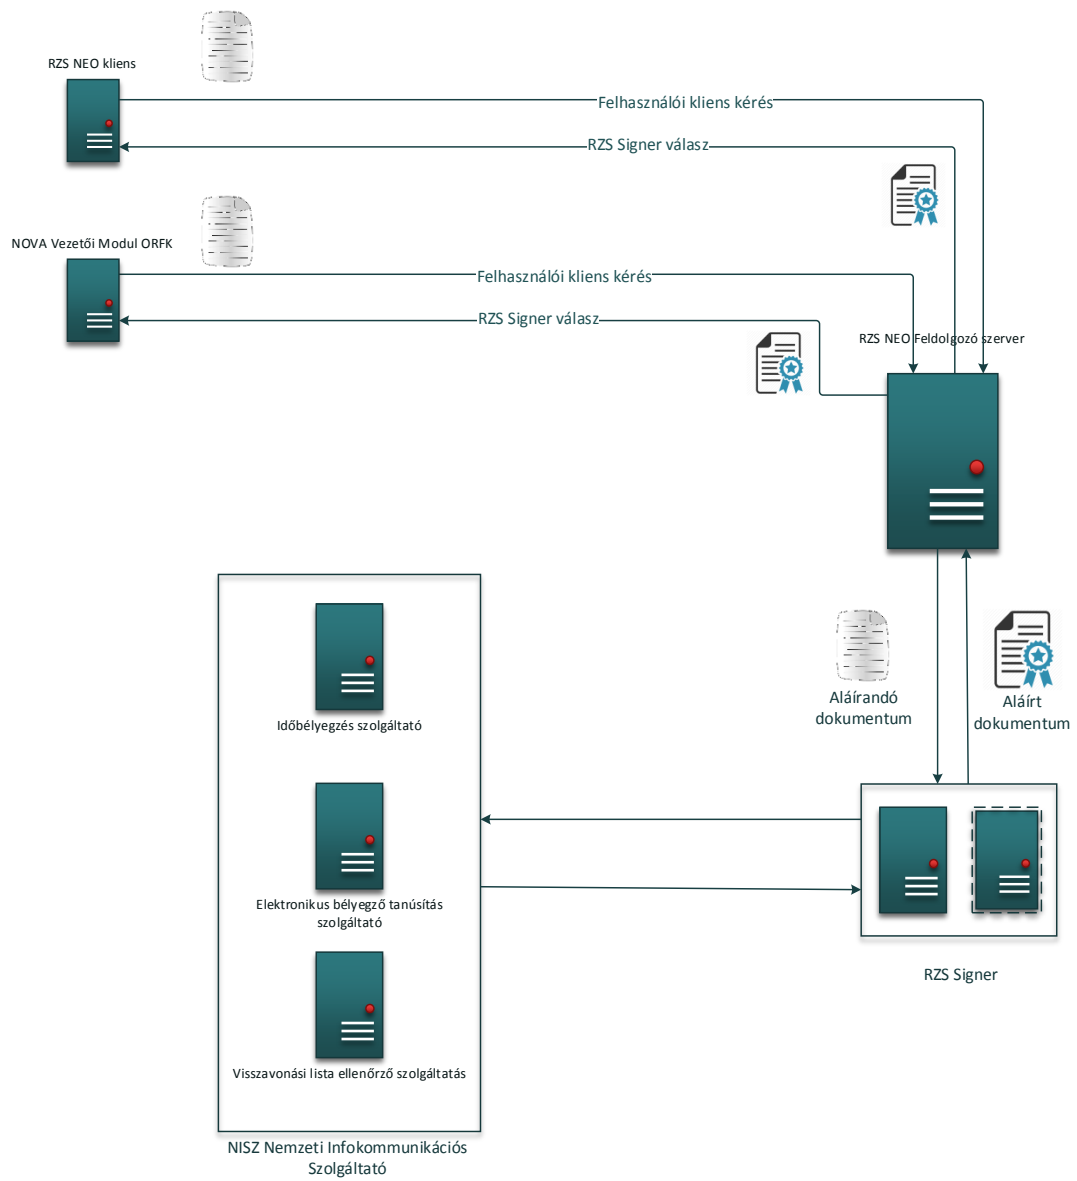 RZS NEO kliens
Felhasználói kliens kérés
RZS Signer válasz
NOVA Vezetői Modul ORFK
Felhasználói kliens kérés
RZS Signer válasz
RZS NEO Feldolgozó szerver
Aláírandó
dokumentum
Aláírt
dokumentum
Időbélyegzés szolgáltató
Elektronikus bélyegző tanúsítás
szolgáltató
RZS Signer
Visszavonási lista ellenőrző szolgáltatás
NISZ Nemzeti Infokommunikációs
Szolgáltató